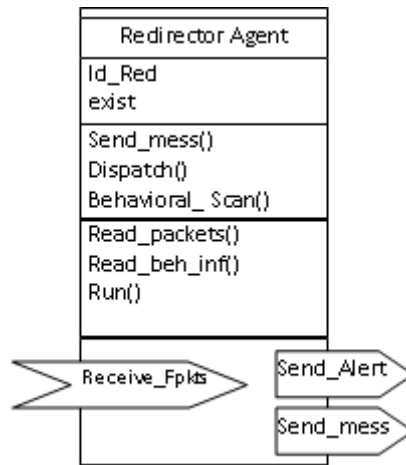 Redirector Agent
Id_Red
exist
Send_mess()
Dispatch()
Behavioral_ Scan()
Read_packets()
Read_beh_inf()
Run()
Receive_Fpkts
Send_Alert
Send_mess